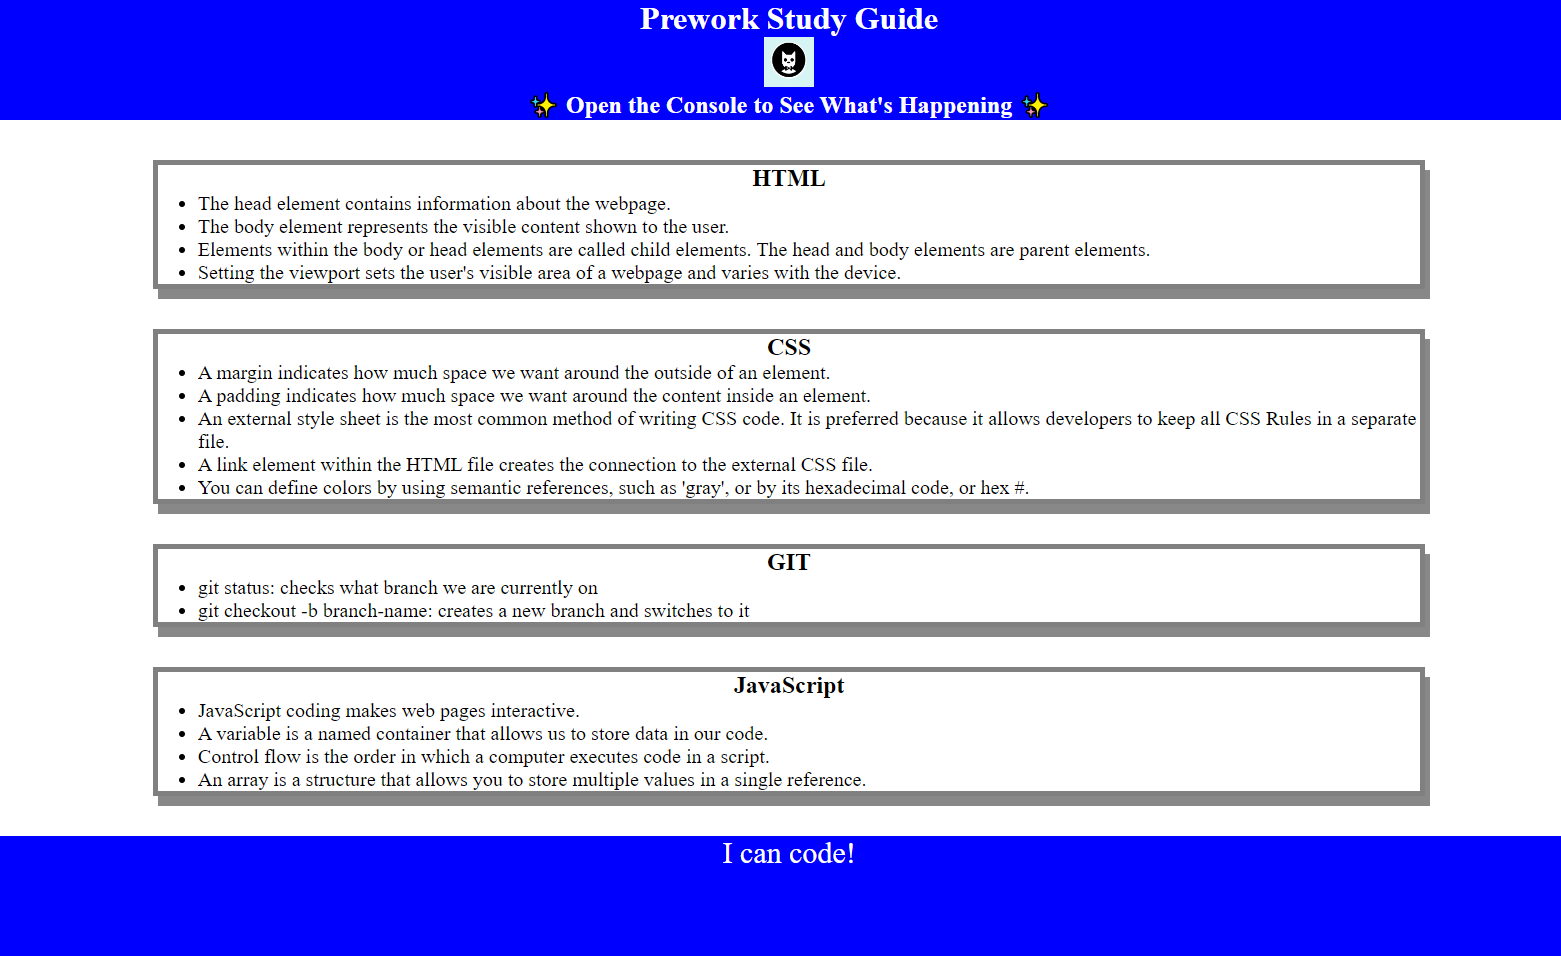 Prework Study Guide
✨ Open the Console to See What's Happening ✨
HTML
• The head element contains information about the webpage.
• The body element represents the visible content shown to the user.
• Elements within the body or head elements are called child elements. The head and body elements are parent elements.
• Setting the viewport sets the user's visible area of a webpage and varies with the device.
CSS
• A margin indicates how much space we want around the outside of an element.
• A padding indicates how much space we want around the content inside an element.
• An external style sheet is the most common method of writing CSS code. It is preferred because it allows developers to keep all CSS Rules in a separate
file.
• A link element within the HTML file creates the connection to the external CSS file.
• You can define colors by using semantic references, such as 'gray', or by its hexadecimal code, or hex #.
GIT
• git status: checks what branch we are currently on
• git checkout -b branch-name: creates a new branch and switches to it
JavaScript
• JavaScript coding makes web pages interactive.
• A variable is a named container that allows us to store data in our code.
• Control flow is the order in which a computer executes code in a script.
• An array is a structure that allows you to store multiple values in a single reference.
I can code!